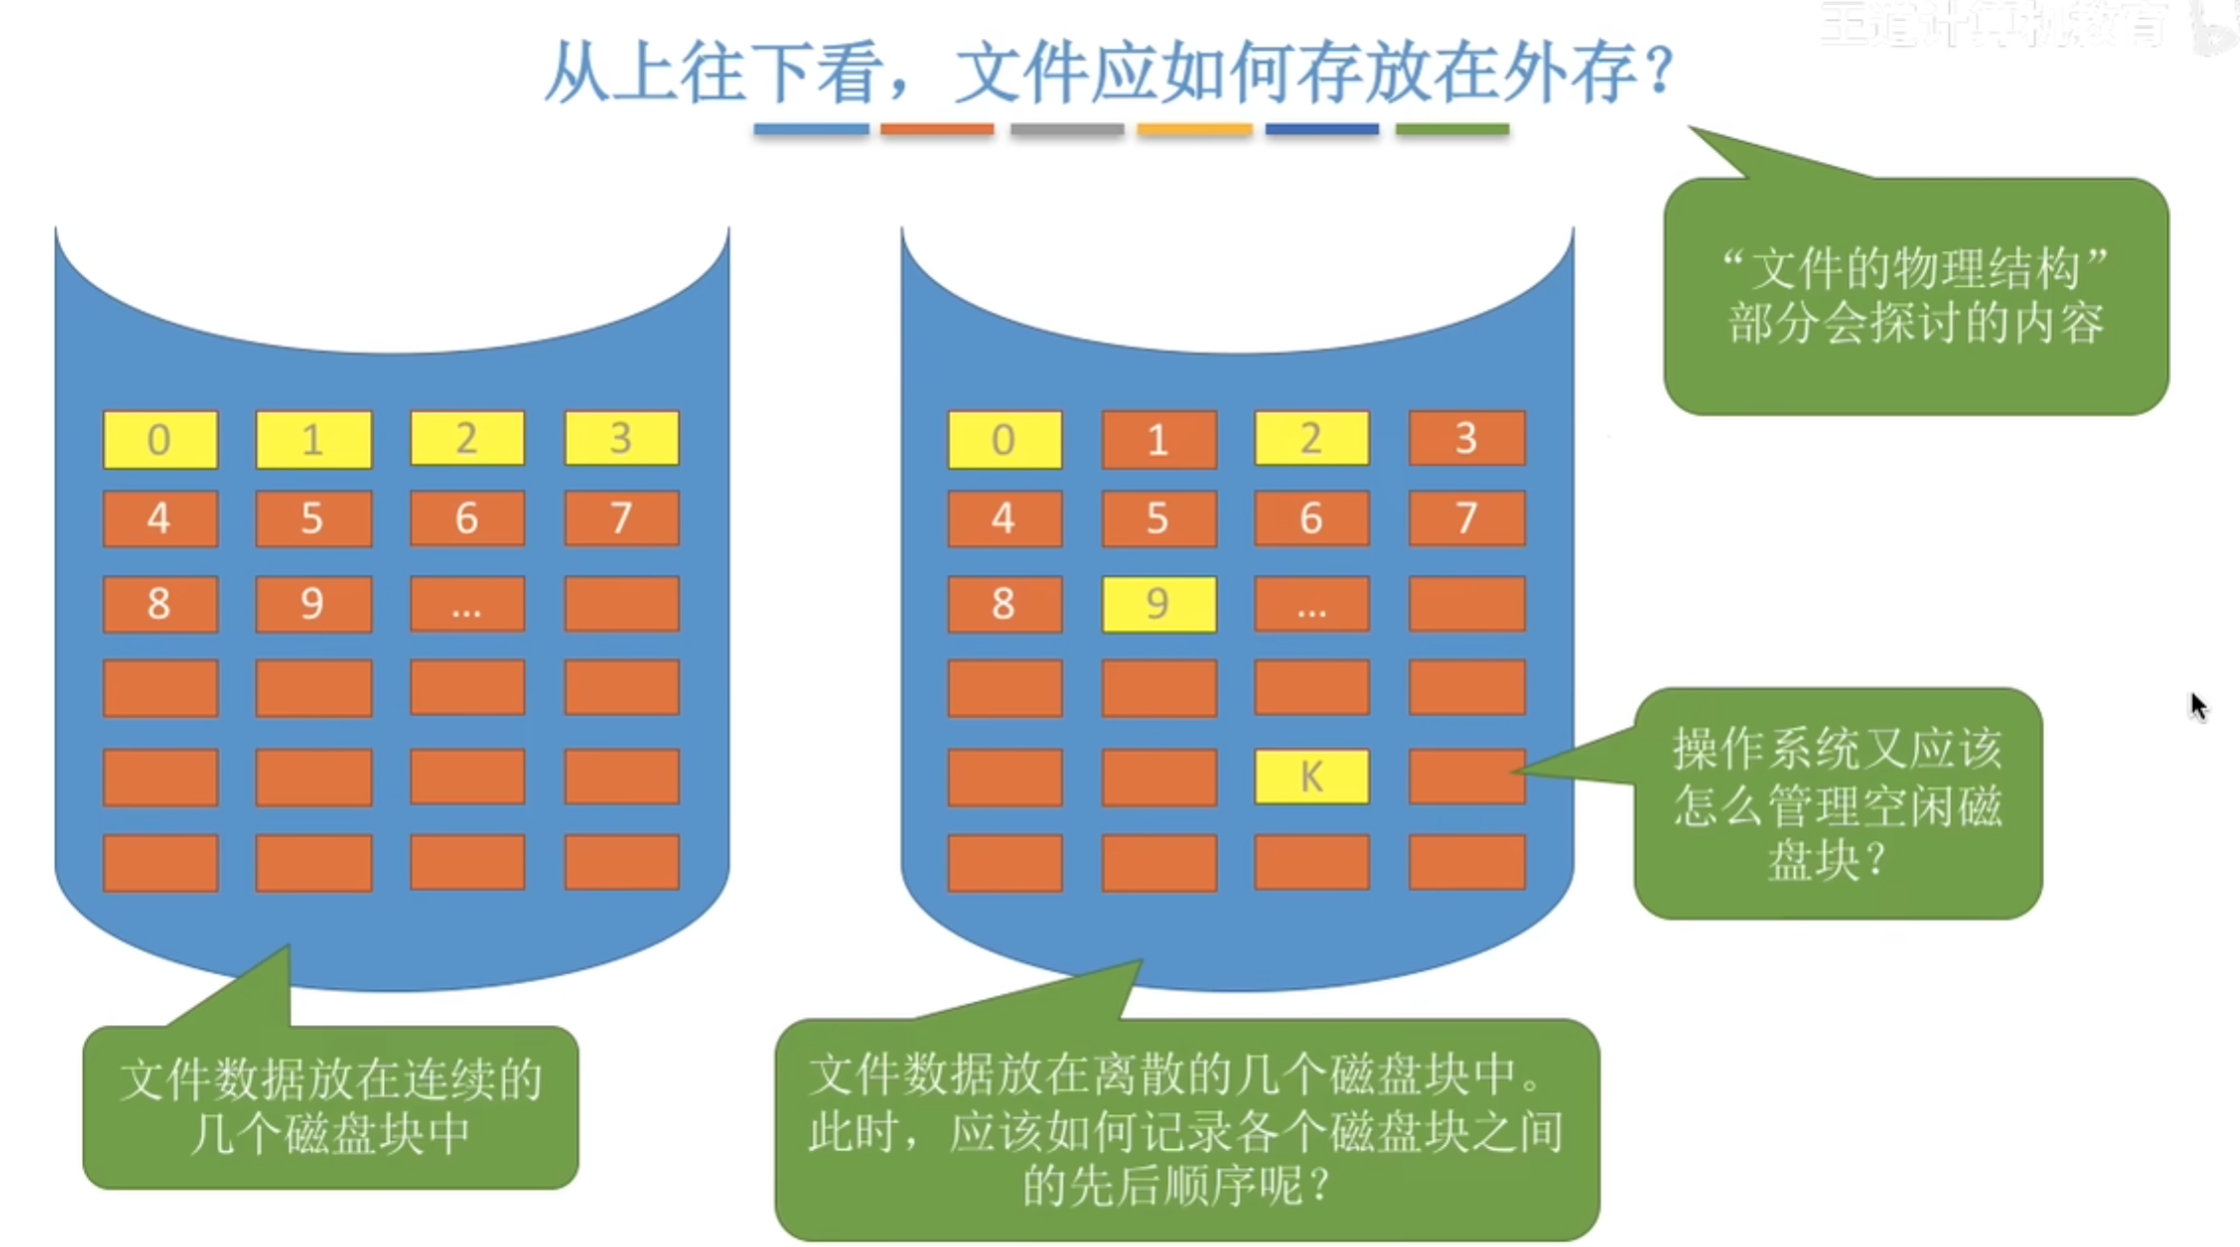 王道计算机教育
从上往下看，文件应如何存放在外存？
“文件的物理结构”
部分会探讨的内容
0 1 2 3
4 5 6 7
8 9 ...
0 1 2 3
4 5 6 7
8 9 ...
K
操作系统又应该
怎么管理空闲磁
盘块？
文件数据放在连续的
几个磁盘块中
文件数据放在离散的几个磁盘块中。
此时，应该如何记录各个磁盘块之间
的先后顺序呢？